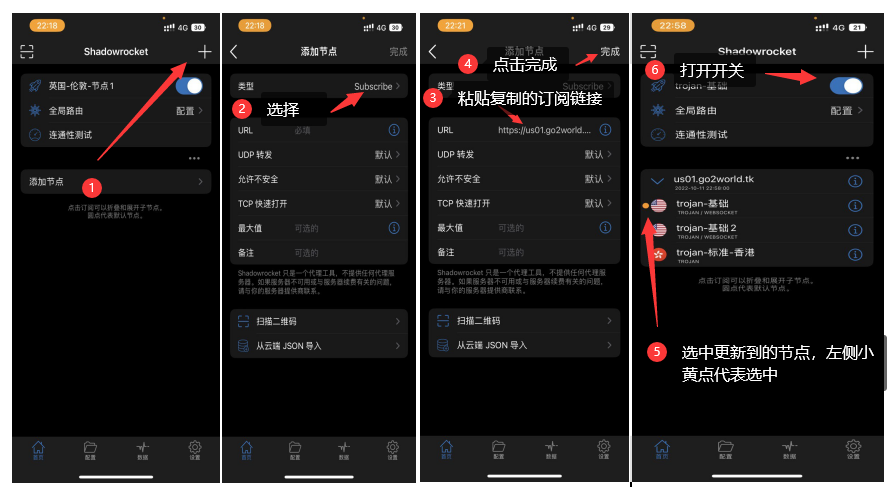 22:18
4G 30
Shadowrocket
英国-伦敦-节点1
全局路由
配置
连通性测试
添加节点
1
点击订阅可以折叠和展开子节点。
圆点代表默认节点。
首页
配置
数据
设置
22:18
4G 30
添加节点
完成
类型
Subscribe
2
选择
URL
必填
UDP 转发
默认
允许不安全
默认
TCP 快速打开
默认
最大值
可选的
备注
可选的
Shadowrocket 只是一个代理工具，不提供任何代理服
务器，如果服务器不可用或与服务器续费有关的问题，
请与你的服务器提供商联系。
扫描二维码
从云端 JSON 导入
首页
配置
数据
设置
22:21
4G 29
添加节点
完成
4
点击完成
类型
Subscribe
3
粘贴复制的订阅链接
URL
https://us01.go2world....
UDP 转发
默认
允许不安全
默认
TCP 快速打开
默认
最大值
可选的
备注
可选的
Shadowrocket 只是一个代理工具，不提供任何代理服
务器，如果服务器不可用或与服务器续费有关的问题，
请与你的服务器提供商联系。
扫描二维码
从云端 JSON 导入
首页
配置
数据
设置
22:58
4G 21
Shadowrocket
6
打开开关
trojan-基础
全局路由
配置
连通性测试
us01.go2world.tk
2022-10-11 22:58:00
trojan-基础
TROJAN / WEBSOCKET
trojan-基础 2
TROJAN / WEBSOCKET
trojan-标准-香港
TROJAN
点击订阅可以折叠和展开子节点。
圆点代表默认节点。
5
选中更新到的节点，左侧小
黄点代表选中
首页
配置
数据
设置